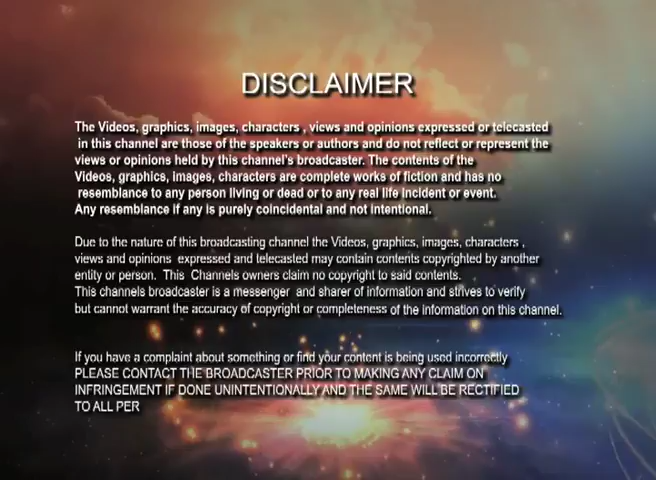 DISCLAIMER
The Videos, graphics, images, characters , views and opinions expressed or telecasted
in this channel are those of the speakers or authors and do not reflect or represent the
views or opinions held by this channel's broadcaster. The contents of the
Videos, graphics, images, characters are complete works of fiction and has no
resemblance to any person living or dead or to any real life incident or event.
Any resemblance if any is purely coincidental and not intentional.
Due to the nature of this broadcasting channel the Videos, graphics, images, characters ,
views and opinions expressed and telecasted may contain contents copyrighted by another
entity or person. This Channels owners claim no copyright to said contents.
This channels broadcaster is a messenger and sharer of information and strives to verify
but cannot warrant the accuracy of copyright or completeness of the information on this channel.
If you have a complaint about something or find your content is being used incorrectly
PLEASE CONTACT THE BROADCASTER PRIOR TO MAKING ANY CLAIM ON
INFRINGEMENT IF DONE UNINTENTIONALLY AND THE SAME WILL BE RECTIFIED
TO ALL PER